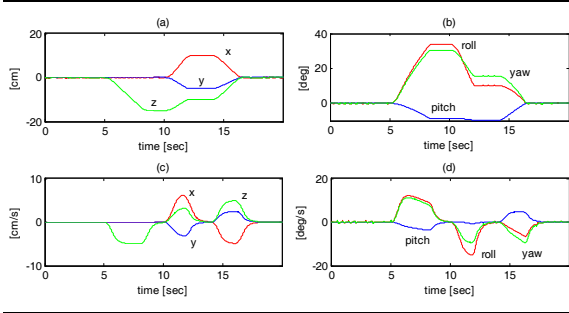 (a)
20
0
-20
[cm]
x
y
z
0 5 10 15
time [sec]
(b)
40
20
0
[deg]
roll
yaw
pitch
0 5 10 15
time [sec]
(c)
10
0
-10
[cm/s]
x
z
y
0 5 10 15
time [sec]
(d)
20
0
-20
[deg/s]
pitch
roll
yaw
0 5 10 15
time [sec]